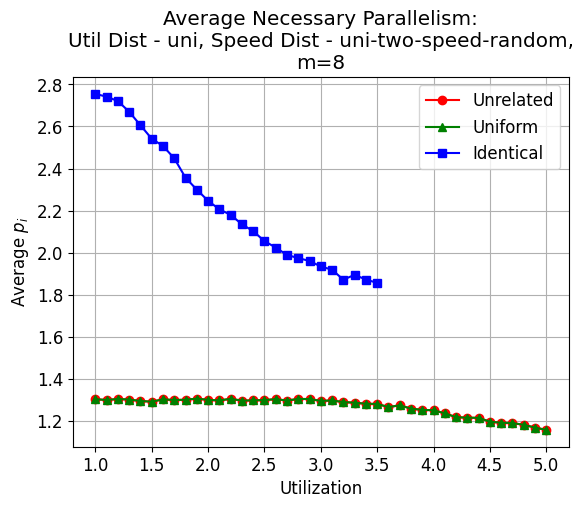 Average Necessary Parallelism:
Util Dist - uni, Speed Dist - uni-two-speed-random,
m=8
Unrelated
Uniform
Identical
2.8
2.6
2.4
2.2
2.0
1.8
1.6
1.4
1.2
Average pᵢ
1.0 1.5 2.0 2.5 3.0 3.5 4.0 4.5 5.0
Utilization